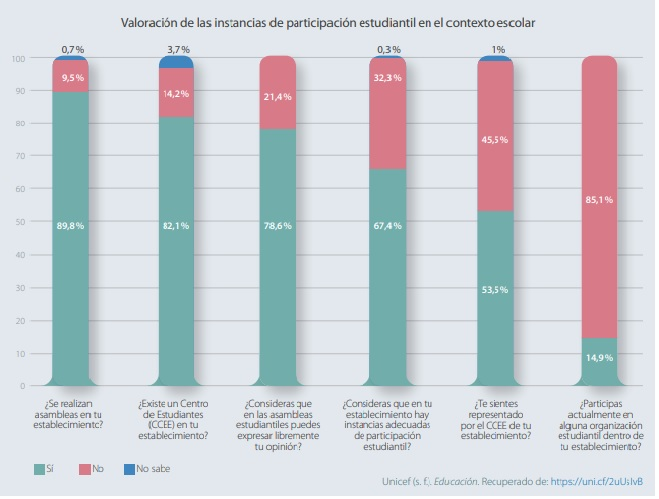 Valoración de las instancias de participación estudiantil en el contexto escolar
0,7% 3,7% 0,3% 1%
100
90
80
70
60
50
40
30
20
10
0
9,5% 14,2% 21,4% 32,3% 45,5% 85,1%
89,8% 82,1% 78,6% 67,4% 53,5% 14,9%
¿Se realizan
asambleas en tu
establecimiento?
¿Existe un Centro
de Estudiantes
(CCEE) en tu
establecimiento?
¿Consideras que
en las asambleas
estudiantiles puedes
expresar libremente
tu opinión?
¿Consideras que en tu
establecimiento hay
instancias adecuadas
de participación
estudiantil?
¿Te sientes
representado
por el CCEE de tu
establecimiento?
¿Participas
actualmente en
alguna organización
estudiantil dentro de
tu establecimiento?
Sí No No sabe
Unicef (s. f.). Educación. Recuperado de: https://uni.cf/2uUsIvB